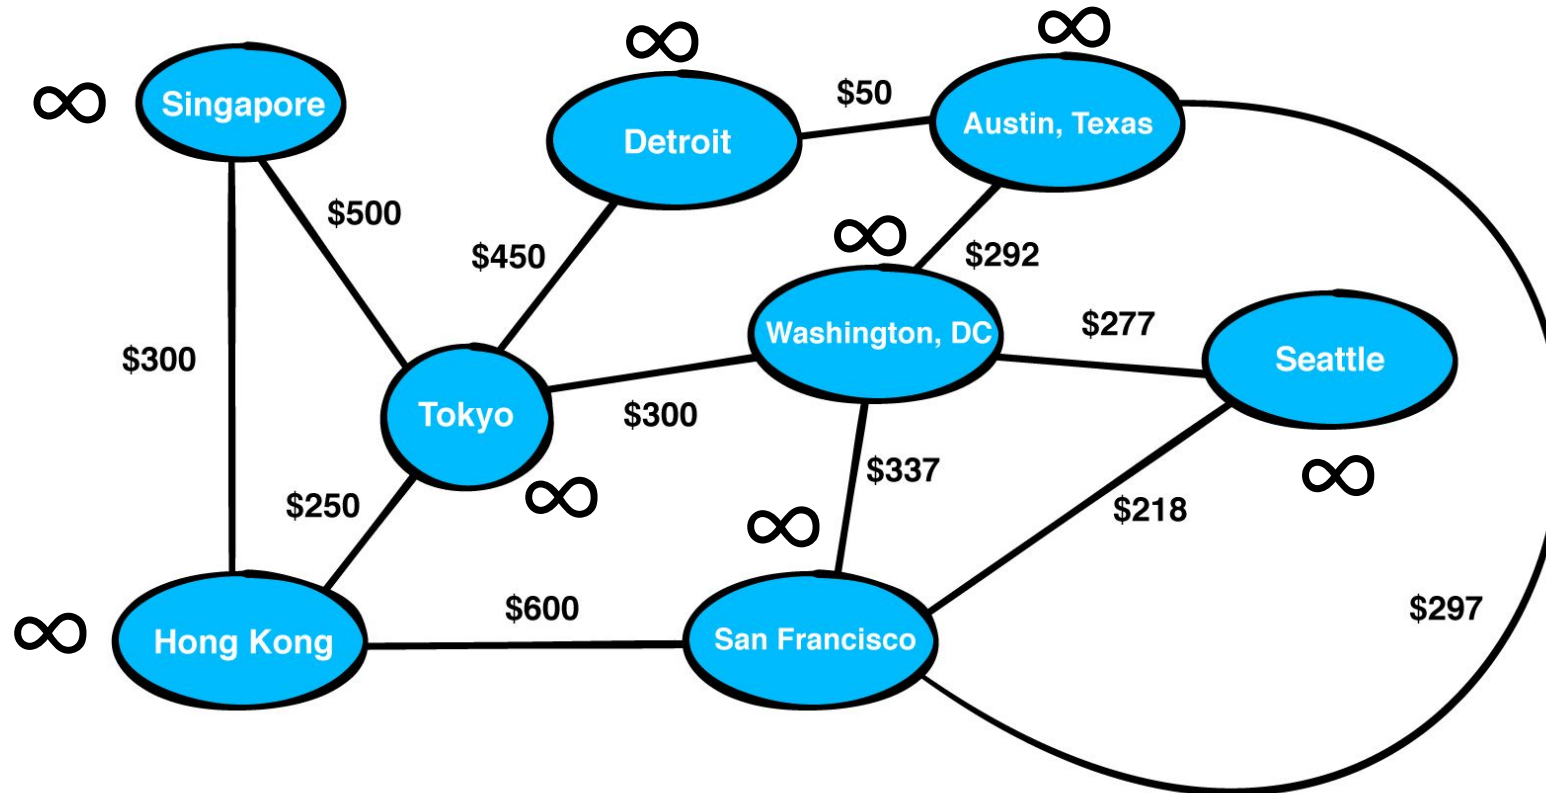 ∞
∞
∞
Singapore
Detroit
$50
Austin, Texas
$500
$450
∞
$292
$300
Washington, DC
$277
Seattle
Tokyo
$300
$250
∞
$337
∞
∞
$218
∞
Hong Kong
$600
San Francisco
$297